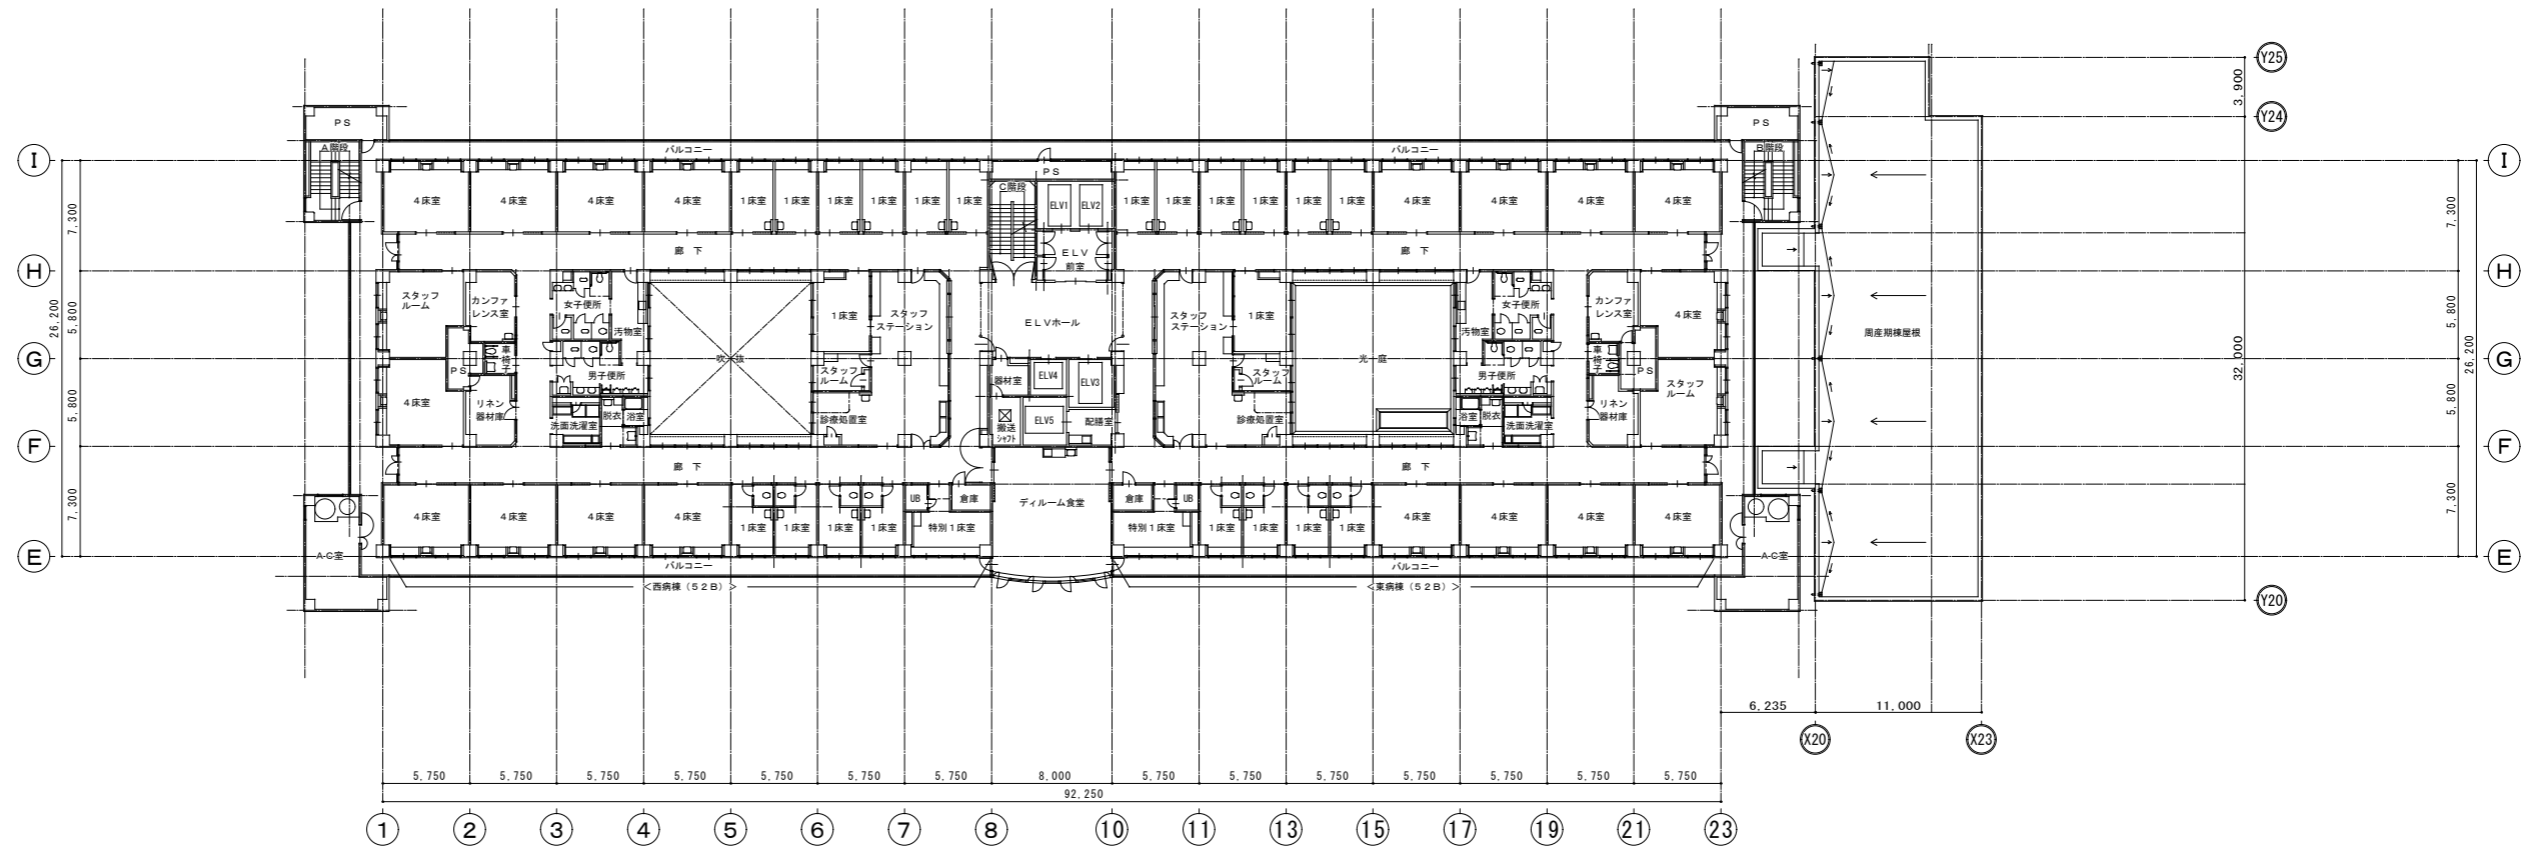 Y25
3,900
Y24
PS
PS
A階段
バルコニー
バルコニー
B階段
I
I
PS
C階段
ELV1
ELV2
4床室
4床室
4床室
4床室
1床室
1床室
1床室
1床室
1床室
1床室
1床室
1床室
1床室
1床室
1床室
1床室
4床室
4床室
4床室
4床室
7,300
7,300
廊下
ELV
前室
廊下
H
H
スタッフ
ルーム
カンファ
レンス室
女子便所
汚物室
1床室
スタッフ
ステーション
ELVホール
スタッフ
ステーション
1床室
汚物室
女子便所
カンファ
レンス室
4床室
26,200
5,800
5,800
周産期棟屋根
G
G
吹抜
光庭
車椅子
PS
男子便所
スタッフ
ルーム
器材室
ELV4
ELV3
スタッフ
ルーム
男子便所
車椅子
PS
スタッフ
ルーム
32,000
26,200
4床室
リネン
器材庫
脱衣
浴室
洗面洗濯室
診療処置室
搬送
シャフト
ELV5
配膳室
診療処置室
浴室
脱衣
洗面洗濯室
リネン
器材庫
5,800
5,800
F
F
廊下
廊下
UB
倉庫
ディルーム食堂
倉庫
UB
4床室
4床室
4床室
4床室
1床室
1床室
1床室
1床室
特別1床室
特別1床室
1床室
1床室
1床室
1床室
4床室
4床室
4床室
4床室
7,300
7,300
A-C室
A-C室
E
E
バルコニー
バルコニー
<西病棟(52B)>
<東病棟(52B)>
Y20
6,235
11,000
X20
X23
5,750
5,750
5,750
5,750
5,750
5,750
5,750
8,000
5,750
5,750
5,750
5,750
5,750
5,750
5,750
92,250
1
2
3
4
5
6
7
8
10
11
13
15
17
19
21
23